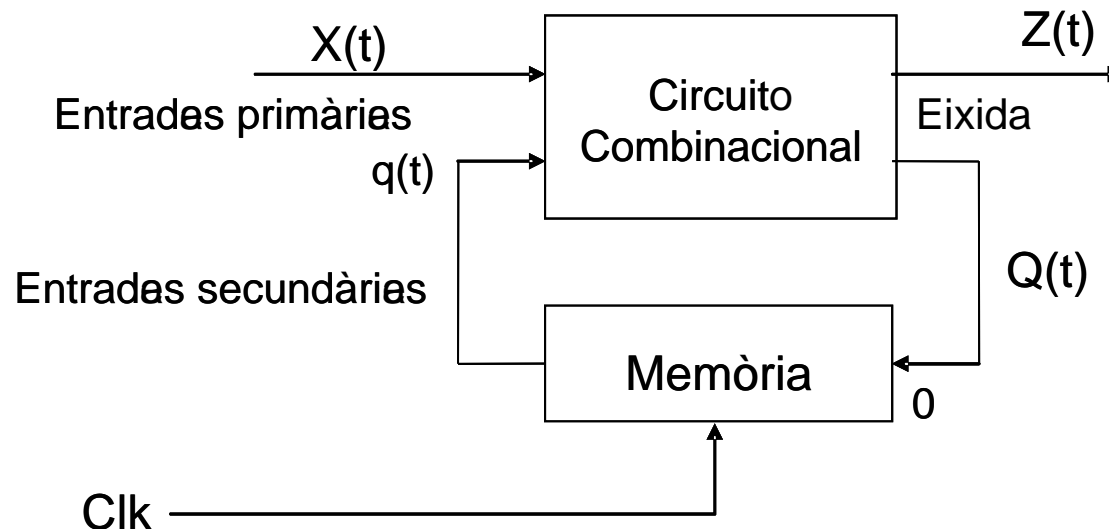 X(t)
Z(t)
Entrades primàries
Circuito
Combinacional
Eixida
q(t)
Entrades secundàries
Q(t)
Memòria
0
Clk